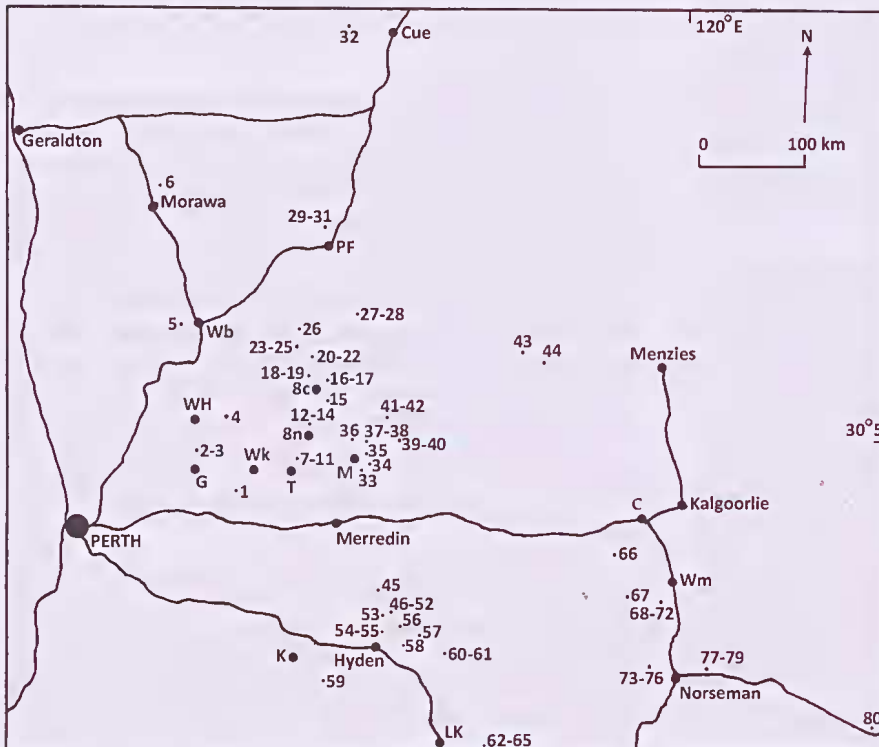 120°E
N
32
Cue
0 100 km
Geraldton
6
Morawa
29-31
PF
27-28
5
Wb
26
23-25
20-22
43
44
Menzies
18-19
16-17
8c
15
WH
4
12-14
41-42
8n
36
37-38
39-40
30°S
2-3
35
Wk
7-11
34
G
T
M
33
1
C
Kalgoorlie
PERTH
Merredin
66
Wm
45
67
46-52
53
68-72
56
54-55
57
58
Hyden
60-61
K
77-79
73-76
59
Norseman
80
LK
62-65